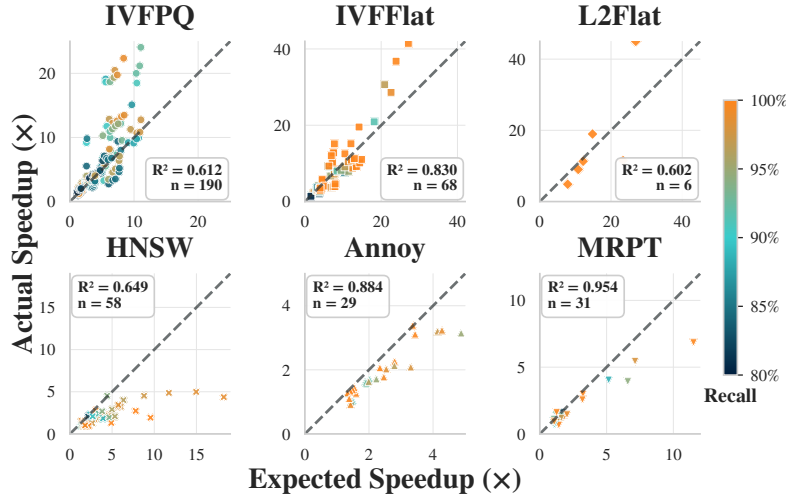 IVFPQ
IVFFlat
L2Flat
20
10
0
R² = 0.612
n = 190
0
10
20
40
20
0
R² = 0.830
n = 68
0
20
40
40
20
0
R² = 0.602
n = 6
0
20
40
HNSW
Annoy
MRPT
15
10
5
0
R² = 0.649
n = 58
0
5
10
15
4
2
0
R² = 0.884
n = 29
0
2
4
10
5
0
R² = 0.954
n = 31
0
5
10
Actual Speedup (×)
Expected Speedup (×)
100%
95%
90%
85%
80%
Recall